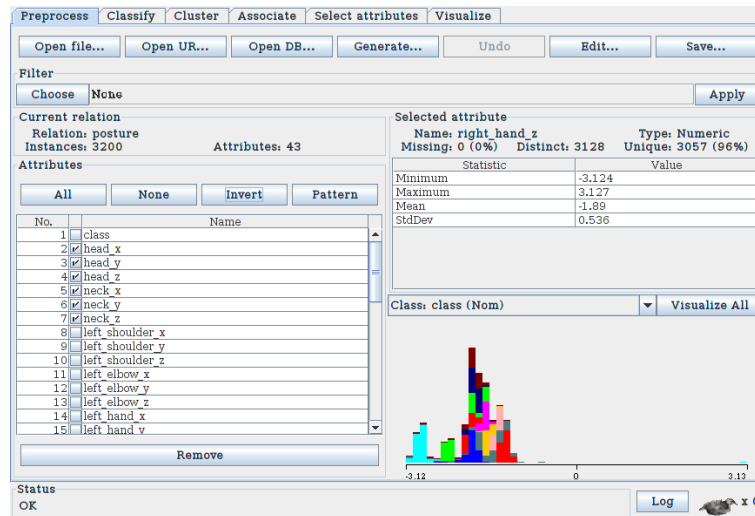 Preprocess Classify Cluster Associate Select attributes Visualize
Open file... Open UR... Open DB... Generate... Undo Edit... Save...
Filter
Choose None Apply
Current relation
Relation: posture
Instances: 3200 Attributes: 43
Attributes
All None Invert Pattern
No. Name
1 class
2 head_x
3 head_y
4 head_z
5 neck_x
6 neck_y
7 neck_z
8 left_shoulder_x
9 left_shoulder_y
10 left_shoulder_z
11 left_elbow_x
12 left_elbow_y
13 left_elbow_z
14 left_hand_x
15 left_hand_y
Remove
Selected attribute
Name: right_hand_z Type: Numeric
Missing: 0 (0%) Distinct: 3128 Unique: 3057 (96%)
Statistic Value
Minimum -3.124
Maximum 3.127
Mean -1.89
StdDev 0.536
Class: class (Nom) Visualize All
-3.12 0 3.13
Status
OK
Log x